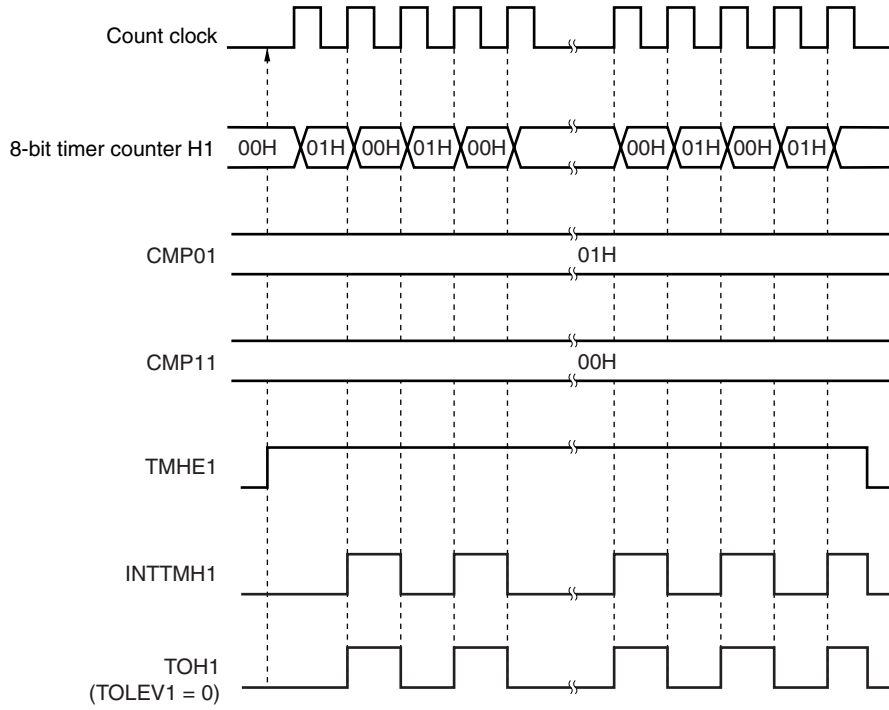 Count clock
8-bit timer counter H1 00H 01H 00H 01H 00H 00H 01H 00H 01H
CMP01 01H
CMP11 00H
TMHE1
INTTMH1
TOH1
(TOLEV1 = 0)